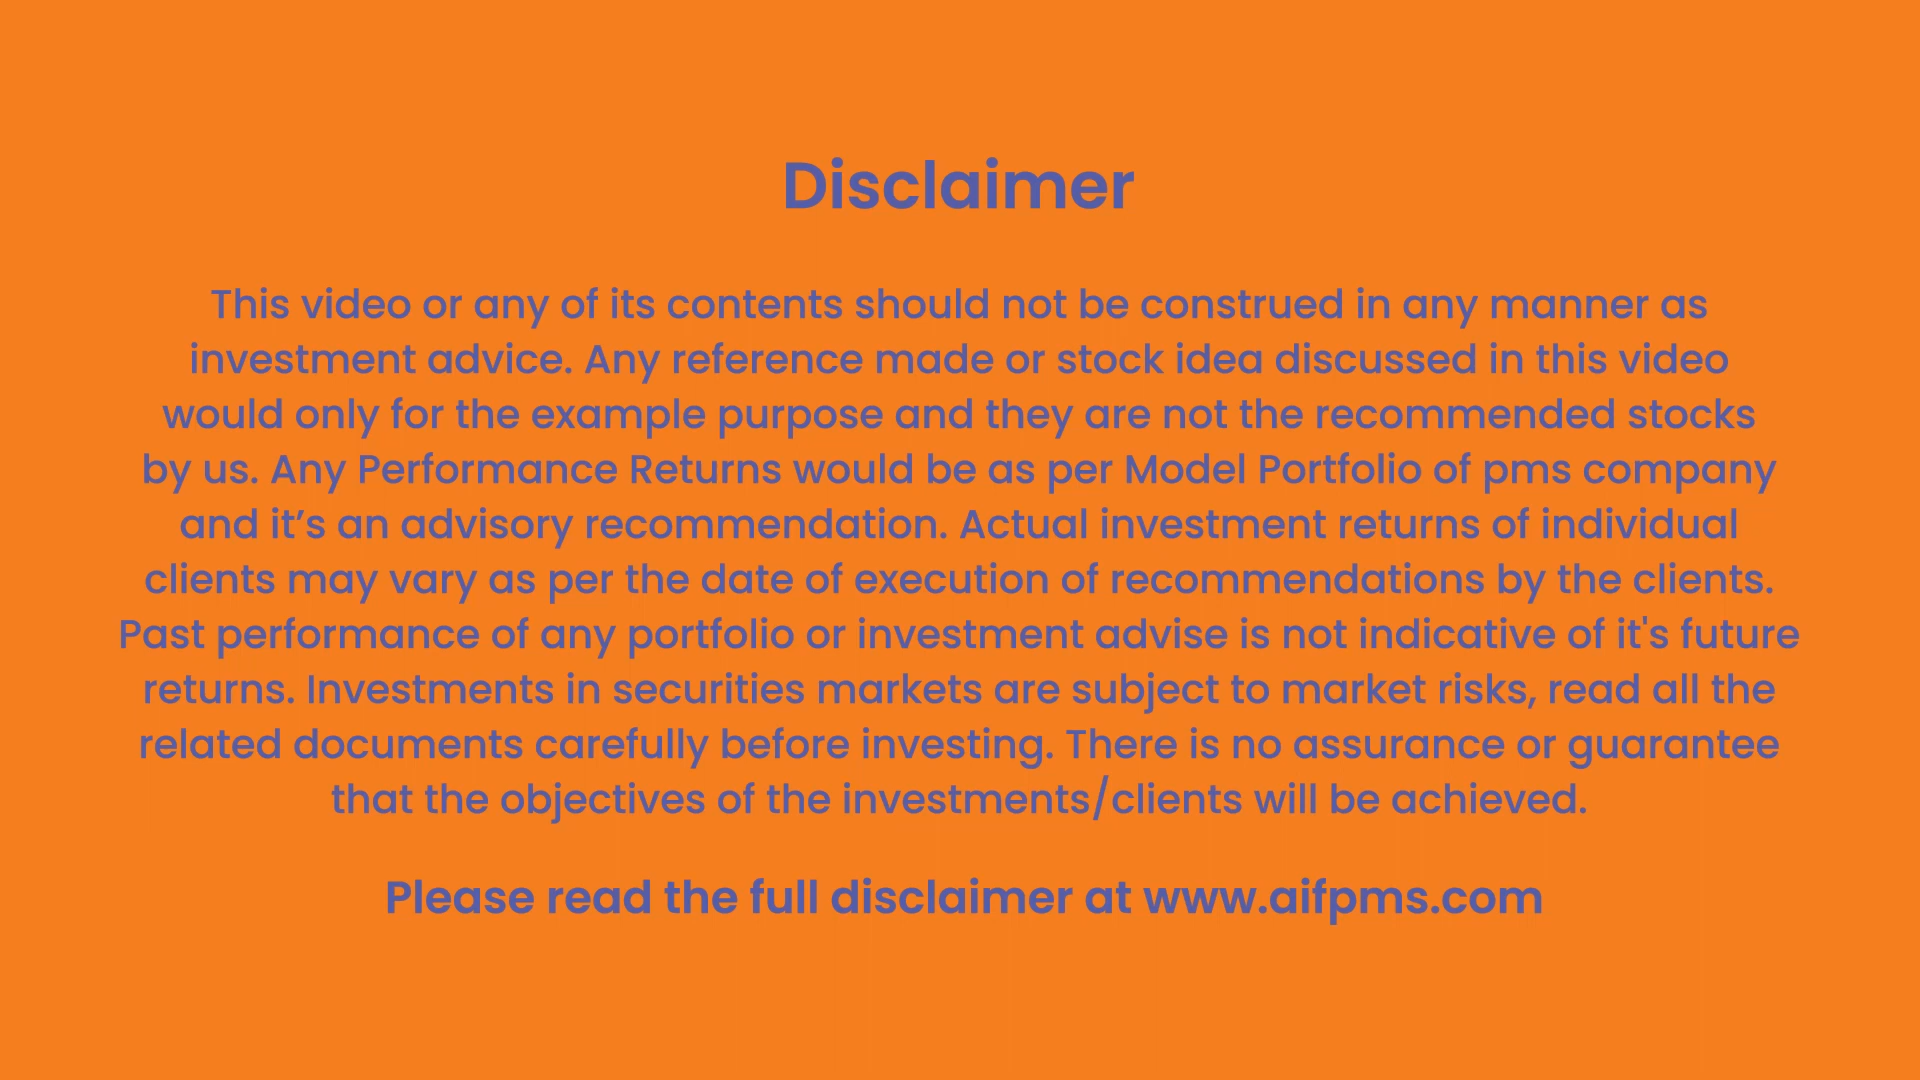 Disclaimer
This video or any of its contents should not be construed in any manner as
investment advice. Any reference made or stock idea discussed in this video
would only for the example purpose and they are not the recommended stocks
by us. Any Performance Returns would be as per Model Portfolio of pms company
and it’s an advisory recommendation. Actual investment returns of individual
clients may vary as per the date of execution of recommendations by the clients.
Past performance of any portfolio or investment advise is not indicative of it's future
returns. Investments in securities markets are subject to market risks, read all the
related documents carefully before investing. There is no assurance or guarantee
that the objectives of the investments/clients will be achieved.
Please read the full disclaimer at www.aifpms.com